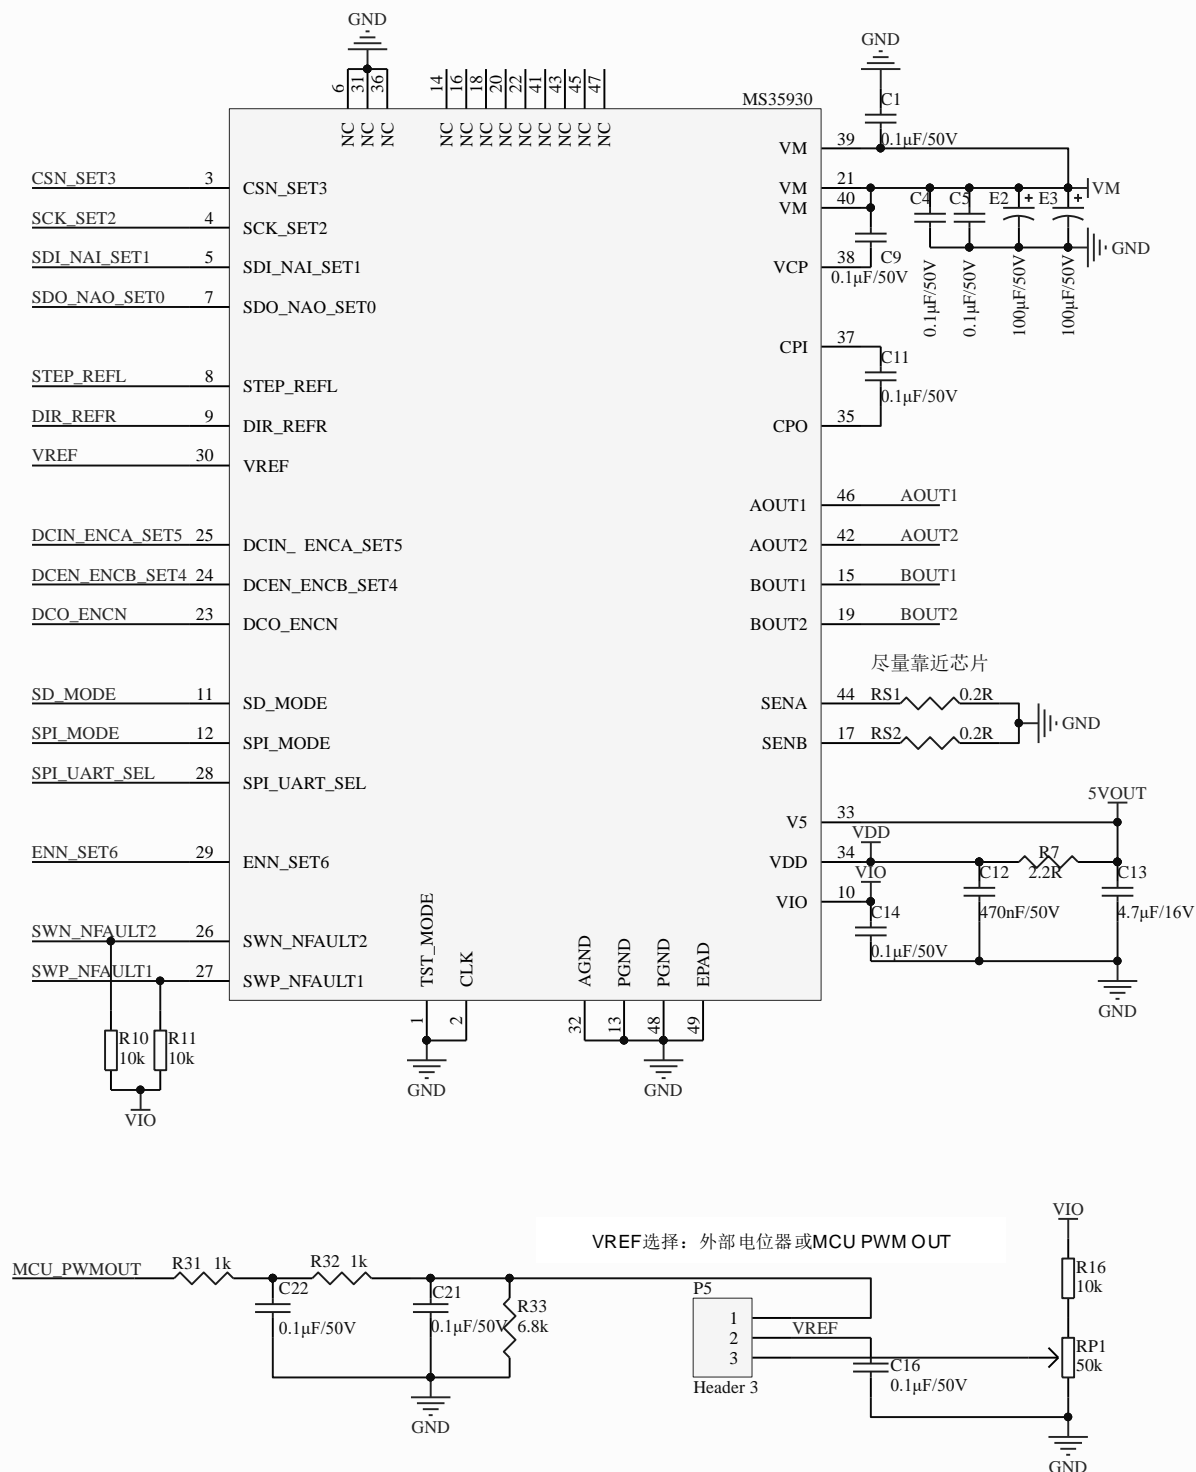 GND
6
31
36
14
16
18
20
22
41
43
45
47
NC
NC
NC
NC
NC
NC
NC
NC
NC
NC
NC
NC
MS35930
GND
C1
0.1μF/50V
CSN_SET3 3 CSN_SET3
SCK_SET2 4 SCK_SET2
SDI_NAI_SET1 5 SDI_NAI_SET1
SDO_NAO_SET0 7 SDO_NAO_SET0
STEP_REFL 8 STEP_REFL
DIR_REFR 9 DIR_REFR
VREF 30 VREF
DCIN_ENCA_SET5 25 DCIN_ ENCA_SET5
DCEN_ENCB_SET4 24 DCEN_ENCB_SET4
DCO_ENCN 23 DCO_ENCN
SD_MODE 11 SD_MODE
SPI_MODE 12 SPI_MODE
SPI_UART_SEL 28 SPI_UART_SEL
ENN_SET6 29 ENN_SET6
SWN_NFAULT2 26 SWN_NFAULT2
SWP_NFAULT1 27 SWP_NFAULT1
R10
10k
R11
10k
VIO
VM 39
VM 21
VM 40
VM
C4
0.1μF/50V
C5
0.1μF/50V
E2 +
100μF/50V
E3 +
100μF/50V
GND
VCP 38
C9
0.1μF/50V
CPI 37
C11
0.1μF/50V
CPO 35
AOUT1 46 AOUT1
AOUT2 42 AOUT2
BOUT1 15 BOUT1
BOUT2 19 BOUT2
尽量靠近芯片
SENA 44 RS1 0.2R
SENB 17 RS2 0.2R
GND
5VOUT
V5 33
VDD
VDD 34
R7
2.2R
VIO
VIO 10
C12
470nF/50V
C13
4.7μF/16V
C14
0.1μF/50V
GND
TST_MODE
CLK
1
2
GND
AGND
PGND
PGND
EPAD
32
13
48
49
GND
VREF选择：外部电位器或MCU PWM OUT
MCU_PWMOUT
R31 1k
R32 1k
C22
0.1μF/50V
C21
0.1μF/50V
R33
6.8k
GND
P5
1
2
3
Header 3
VREF
C16
0.1μF/50V
VIO
R16
10k
RP1
50k
GND